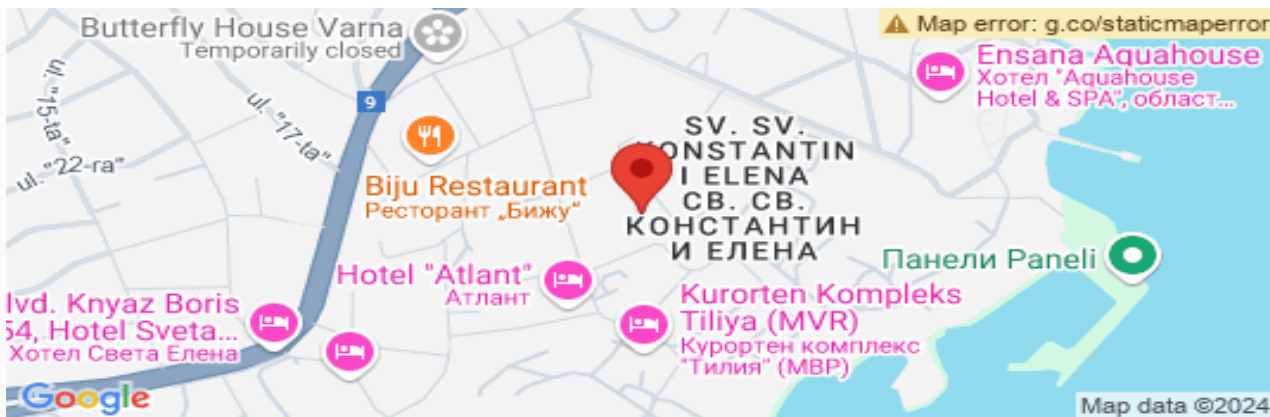 Butterfly House Varna
Temporarily closed
Map error: g.co/staticmaperror
Ensana Aquahouse
Хотел "Aquahouse
Hotel & SPA", област...
ul. "15-ta"
ul. "17-ta"
9
ul. "22-ra"
SV. SV.
KONSTANTIN
I ELENA
СВ. СВ.
КОНСТАНТИН
И ЕЛЕНА
Biju Restaurant
Ресторант „Бижу“
Панели Paneli
Hotel "Atlant"
Атлант
lvd. Knyaz Boris
54, Hotel Sveta...
Хотел Света Елена
Kurorten Kompleks
Tiliya (MVR)
Курортен комплекс
"Тилия" (МВР)
Google
Map data ©2024